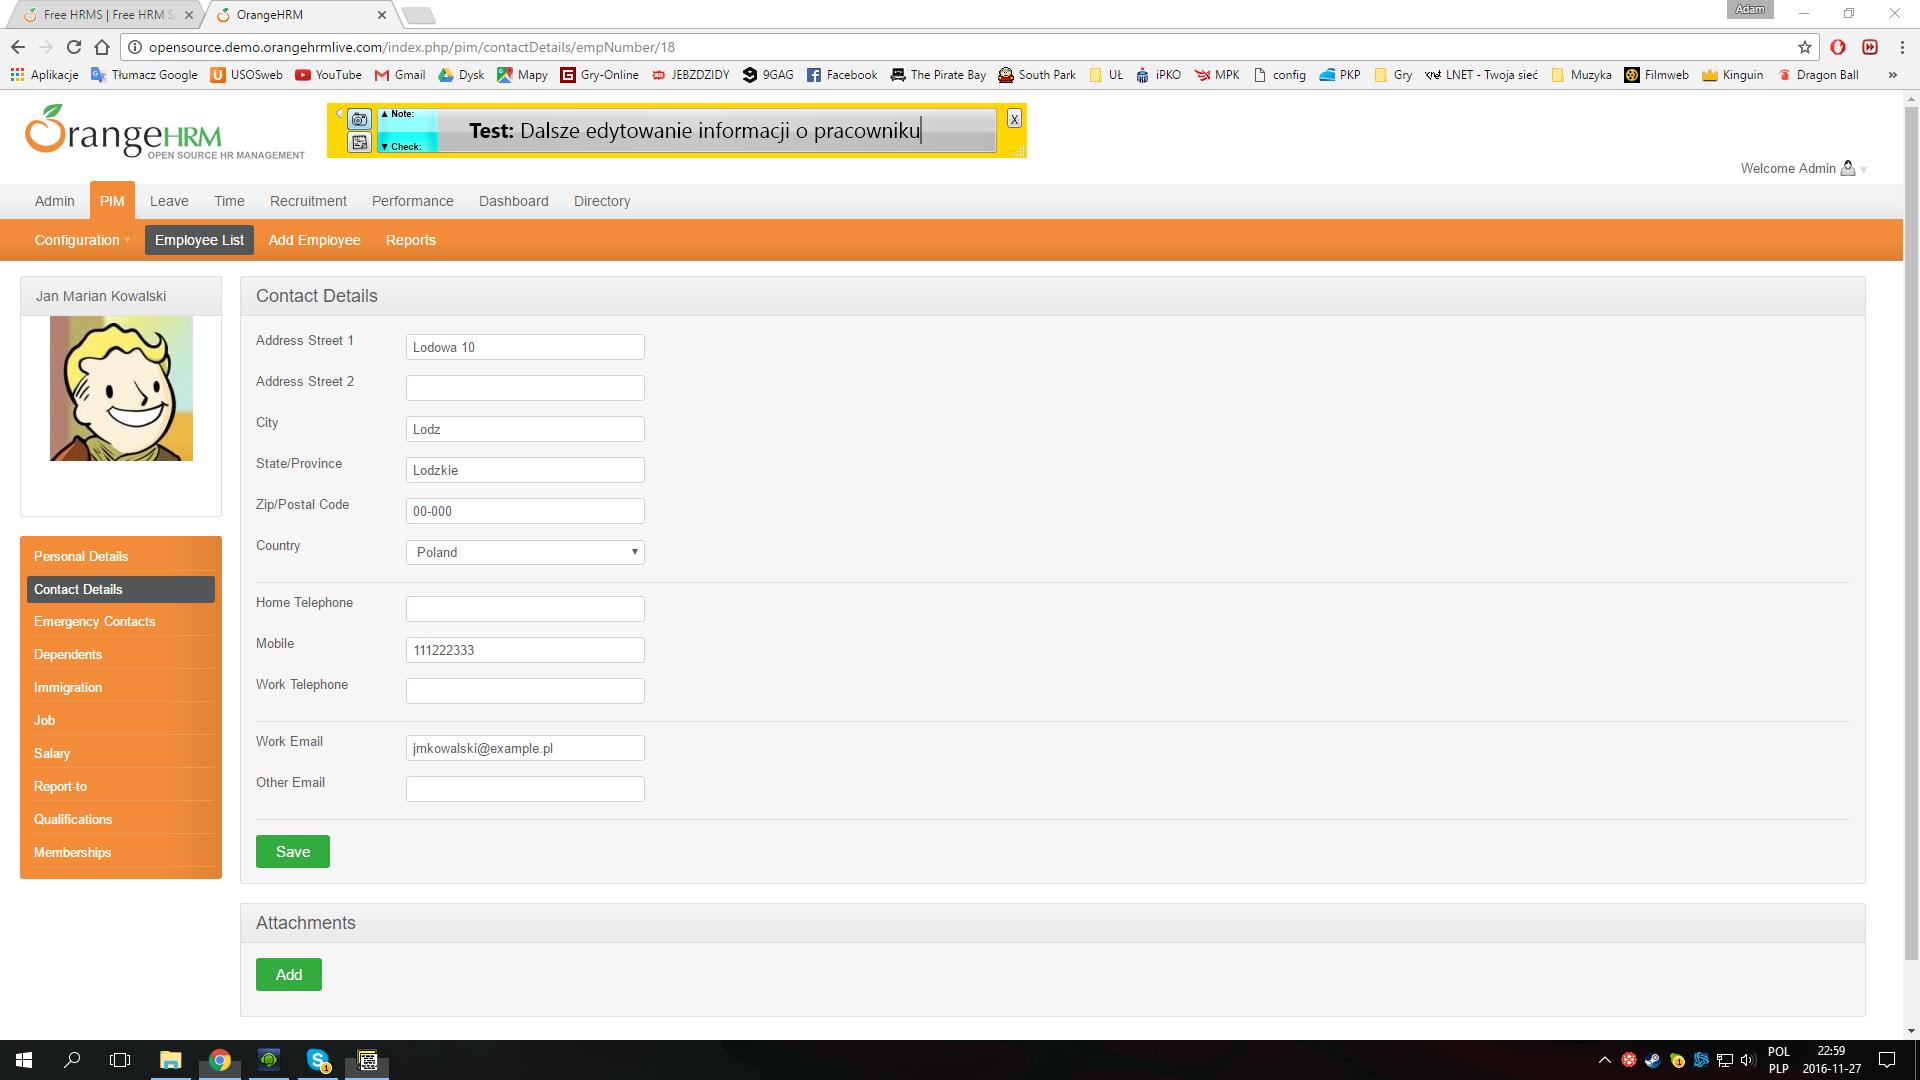 Free HRMS | Free HRM S
OrangeHRM
Adam
opensource.demo.orangehrmlive.com/index.php/pim/contactDetails/empNumber/18
Aplikacje
Tłumacz Google
USOSweb
YouTube
Gmail
Dysk
Mapy
Gry-Online
JEBZDZIDY
9GAG
Facebook
The Pirate Bay
South Park
UŁ
iPKO
MPK
config
PKP
Gry
LNET - Twoja sieć
Muzyka
Filmweb
Kinguin
Dragon Ball
OrangeHRM
OPEN SOURCE HR MANAGEMENT
▲ Note:
▼ Check:
Test: Dalsze edytowanie informacji o pracowniku
X
Welcome Admin
Admin
PIM
Leave
Time
Recruitment
Performance
Dashboard
Directory
Configuration
Employee List
Add Employee
Reports
Jan Marian Kowalski
Personal Details
Contact Details
Emergency Contacts
Dependents
Immigration
Job
Salary
Report-to
Qualifications
Memberships
Contact Details
Address Street 1
Lodowa 10
Address Street 2
City
Lodz
State/Province
Lodzkie
Zip/Postal Code
00-000
Country
Poland
Home Telephone
Mobile
111222333
Work Telephone
Work Email
jmkowalski@example.pl
Other Email
Save
Attachments
Add
POL
PLP
22:59
2016-11-27